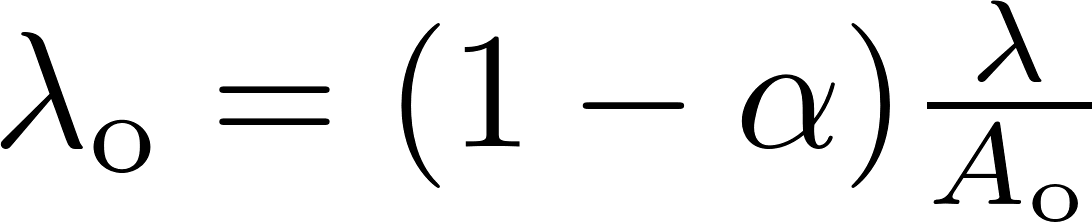 λₒ = (1 − α) λ/Aₒ